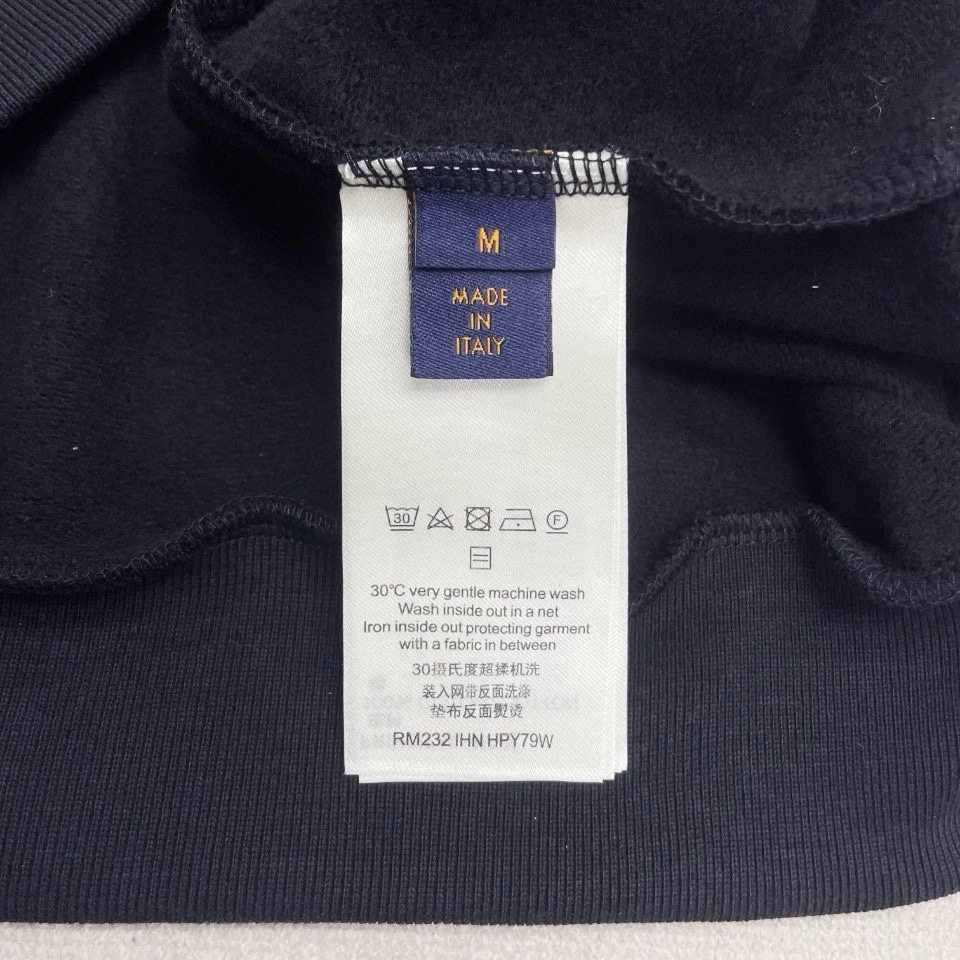 M
MADE
IN
ITALY
30
F
30°C very gentle machine wash
Wash inside out in a net
Iron inside out protecting garment
with a fabric in between
30摄氏度超揉机洗
装入网带反面洗涤
垫布反面熨烫
RM232 IHN HPY79W